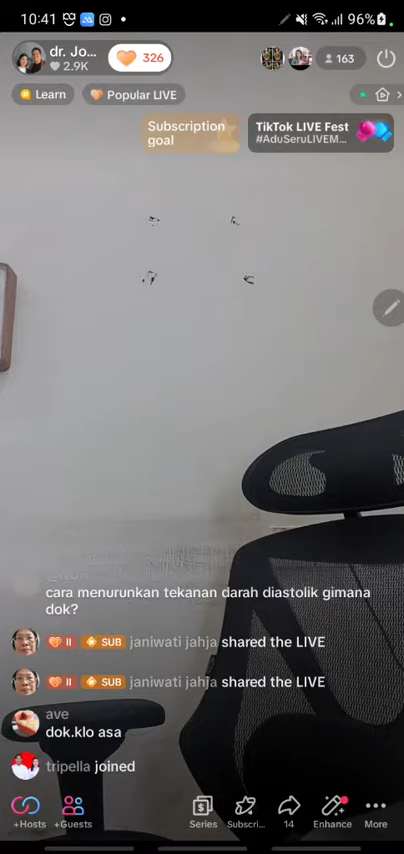 10:41
96%
dr. Jo...
2.9K
326
163
Learn
Popular LIVE
Subscription goal
TikTok LIVE Fest
#AduSeruLIVEM...
cara menurunkan tekanan darah diastolik gimana
dok?
II SUB janiwati jahja shared the LIVE
II SUB janiwati jahja shared the LIVE
ave
dok.klo asa
tripella joined
+Hosts
+Guests
Series
Subscri...
14
Enhance
More